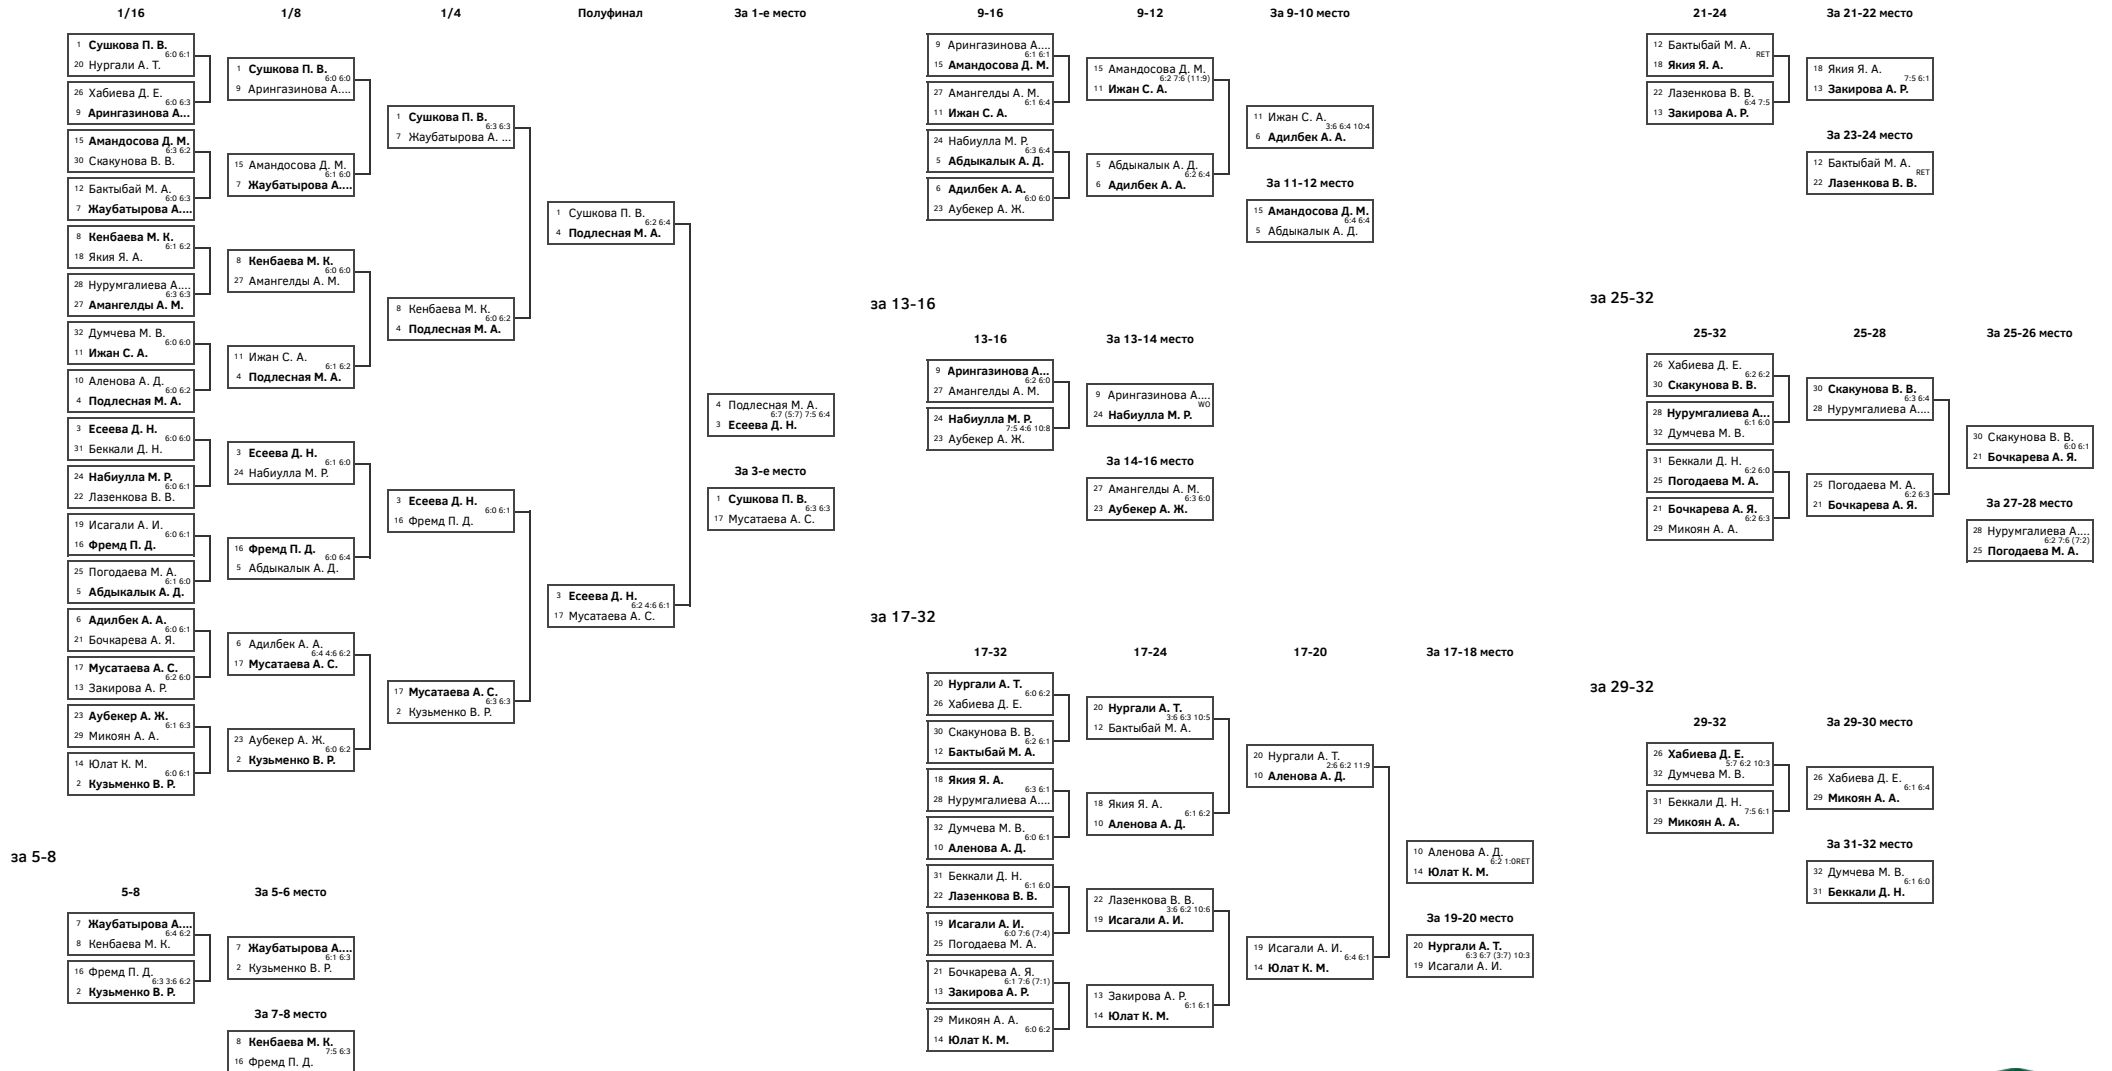 1/16
1/8
1/4
Полуфинал
За 1-е место
1 Сушкова П. В.
6:0 6:1
20 Нургали А. Т.
26 Хабиева Д. Е.
6:0 6:3
9 Арингазинова А...
15 Амандосова Д. М.
6:3 6:2
30 Скакунова В. В.
12 Бактыбай М. А.
6:0 6:3
7 Жаубатырова А....
8 Кенбаева М. К.
6:1 6:2
18 Якия Я. А.
28 Нурумгалиева А....
6:3 6:3
27 Амангелды А. М.
32 Думчева М. В.
6:0 6:0
11 Ижан С. А.
10 Аленова А. Д.
6:0 6:2
4 Подлесная М. А.
3 Есеева Д. Н.
6:0 6:0
31 Беккали Д. Н.
24 Набиулла М. Р.
6:0 6:1
22 Лазенкова В. В.
19 Исагали А. И.
6:0 6:1
16 Фремд П. Д.
25 Погодаева М. А.
6:1 6:0
5 Абдыкалык А. Д.
6 Адилбек А. А.
6:0 6:1
21 Бочкарева А. Я.
17 Мусатаева А. С.
6:2 6:0
13 Закирова А. Р.
23 Аубекер А. Ж.
6:1 6:3
29 Микоян А. А.
14 Юлат К. М.
6:0 6:1
2 Кузьменко В. Р.
1 Сушкова П. В.
6:0 6:0
9 Арингазинова А....
15 Амандосова Д. М.
6:1 6:0
7 Жаубатырова А....
8 Кенбаева М. К.
6:0 6:0
27 Амангелды А. М.
11 Ижан С. А.
6:1 6:2
4 Подлесная М. А.
3 Есеева Д. Н.
6:1 6:0
24 Набиулла М. Р.
16 Фремд П. Д.
6:0 6:4
5 Абдыкалык А. Д.
6 Адилбек А. А.
6:4 4:6 6:2
17 Мусатаева А. С.
23 Аубекер А. Ж.
6:0 6:2
2 Кузьменко В. Р.
1 Сушкова П. В.
6:3 6:3
7 Жаубатырова А. ...
8 Кенбаева М. К.
6:0 6:2
4 Подлесная М. А.
3 Есеева Д. Н.
6:0 6:1
16 Фремд П. Д.
17 Мусатаева А. С.
6:3 6:3
2 Кузьменко В. Р.
1 Сушкова П. В.
6:2 6:4
4 Подлесная М. А.
3 Есеева Д. Н.
6:2 4:6 6:1
17 Мусатаева А. С.
4 Подлесная М. А.
6:7 (5:7) 7:5 6:4
3 Есеева Д. Н.
За 3-е место
1 Сушкова П. В.
6:3 6:3
17 Мусатаева А. С.
за 5-8
5-8
За 5-6 место
7 Жаубатырова А....
6:4 6:2
8 Кенбаева М. К.
16 Фремд П. Д.
6:3 3:6 6:2
2 Кузьменко В. Р.
7 Жаубатырова А....
6:1 6:3
2 Кузьменко В. Р.
За 7-8 место
8 Кенбаева М. К.
7:5 6:3
16 Фремд П. Д.
9-16
9-12
За 9-10 место
9 Арингазинова А....
6:1 6:1
15 Амандосова Д. М.
27 Амангелды А. М.
6:1 6:4
11 Ижан С. А.
24 Набиулла М. Р.
6:3 6:4
5 Абдыкалык А. Д.
6 Адилбек А. А.
6:0 6:0
23 Аубекер А. Ж.
15 Амандосова Д. М.
6:2 7:6 (11:9)
11 Ижан С. А.
5 Абдыкалык А. Д.
6:2 6:4
6 Адилбек А. А.
11 Ижан С. А.
3:6 6:4 10:4
6 Адилбек А. А.
За 11-12 место
15 Амандосова Д. М.
6:4 6:4
5 Абдыкалык А. Д.
за 13-16
13-16
За 13-14 место
9 Арингазинова А...
6:2 6:0
27 Амангелды А. М.
24 Набиулла М. Р.
7:5 4:6 10:8
23 Аубекер А. Ж.
9 Арингазинова А....
WO
24 Набиулла М. Р.
За 14-16 место
27 Амангелды А. М.
6:3 6:0
23 Аубекер А. Ж.
за 17-32
17-32
17-24
17-20
За 17-18 место
20 Нургали А. Т.
6:0 6:2
26 Хабиева Д. Е.
30 Скакунова В. В.
6:2 6:1
12 Бактыбай М. А.
18 Якия Я. А.
6:3 6:1
28 Нурумгалиева А....
32 Думчева М. В.
6:0 6:1
10 Аленова А. Д.
31 Беккали Д. Н.
6:1 6:0
22 Лазенкова В. В.
19 Исагали А. И.
6:0 7:6 (7:4)
25 Погодаева М. А.
21 Бочкарева А. Я.
6:1 7:6 (7:1)
13 Закирова А. Р.
29 Микоян А. А.
6:0 6:2
14 Юлат К. М.
20 Нургали А. Т.
3:6 6:3 10:5
12 Бактыбай М. А.
18 Якия Я. А.
6:1 6:2
10 Аленова А. Д.
22 Лазенкова В. В.
3:6 6:2 10:6
19 Исагали А. И.
13 Закирова А. Р.
6:1 6:1
14 Юлат К. М.
20 Нургали А. Т.
2:6 6:2 11:9
10 Аленова А. Д.
19 Исагали А. И.
6:4 6:1
14 Юлат К. М.
10 Аленова А. Д.
6:2 1:0RET
14 Юлат К. М.
За 19-20 место
20 Нургали А. Т.
6:3 6:7 (3:7) 10:3
19 Исагали А. И.
21-24
За 21-22 место
12 Бактыбай М. А.
RET
18 Якия Я. А.
22 Лазенкова В. В.
6:4 7:5
13 Закирова А. Р.
18 Якия Я. А.
7:5 6:1
13 Закирова А. Р.
За 23-24 место
12 Бактыбай М. А.
RET
22 Лазенкова В. В.
за 25-32
25-32
25-28
За 25-26 место
26 Хабиева Д. Е.
6:2 6:2
30 Скакунова В. В.
28 Нурумгалиева А...
6:1 6:0
32 Думчева М. В.
31 Беккали Д. Н.
6:2 6:0
25 Погодаева М. А.
21 Бочкарева А. Я.
6:2 6:3
29 Микоян А. А.
30 Скакунова В. В.
6:3 6:4
28 Нурумгалиева А....
25 Погодаева М. А.
6:2 6:3
21 Бочкарева А. Я.
30 Скакунова В. В.
6:0 6:1
21 Бочкарева А. Я.
За 27-28 место
28 Нурумгалиева А....
6:2 7:6 (7:2)
25 Погодаева М. А.
за 29-32
29-32
За 29-30 место
26 Хабиева Д. Е.
5:7 6:2 10:3
32 Думчева М. В.
31 Беккали Д. Н.
7:5 6:1
29 Микоян А. А.
26 Хабиева Д. Е.
6:1 6:4
29 Микоян А. А.
За 31-32 место
32 Думчева М. В.
6:1 6:0
31 Беккали Д. Н.